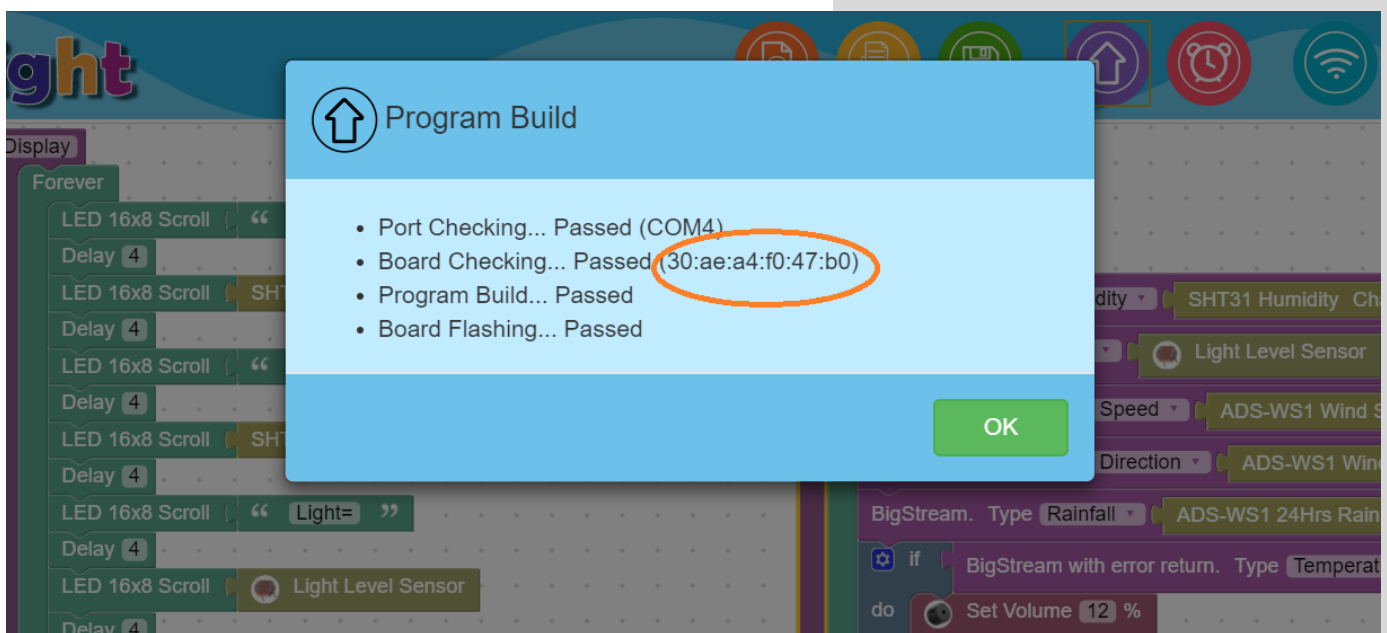 ght
Program Build
Port Checking... Passed (COM4)
Board Checking... Passed (30:ae:a4:f0:47:b0)
Program Build... Passed
Board Flashing... Passed
OK
Display
Forever
LED 16x8 Scroll “
Delay 4
LED 16x8 Scroll SHT
Delay 4
LED 16x8 Scroll “
Delay 4
LED 16x8 Scroll SHT
Delay 4
LED 16x8 Scroll “ Light= ”
Delay 4
LED 16x8 Scroll Light Level Sensor
Delay 4
dity SHT31 Humidity Ch
Light Level Sensor
Speed ADS-WS1 Wind S
Direction ADS-WS1 Win
BigStream. Type Rainfall ADS-WS1 24Hrs Rain
if BigStream with error return. Type Temperat
do Set Volume 12 %